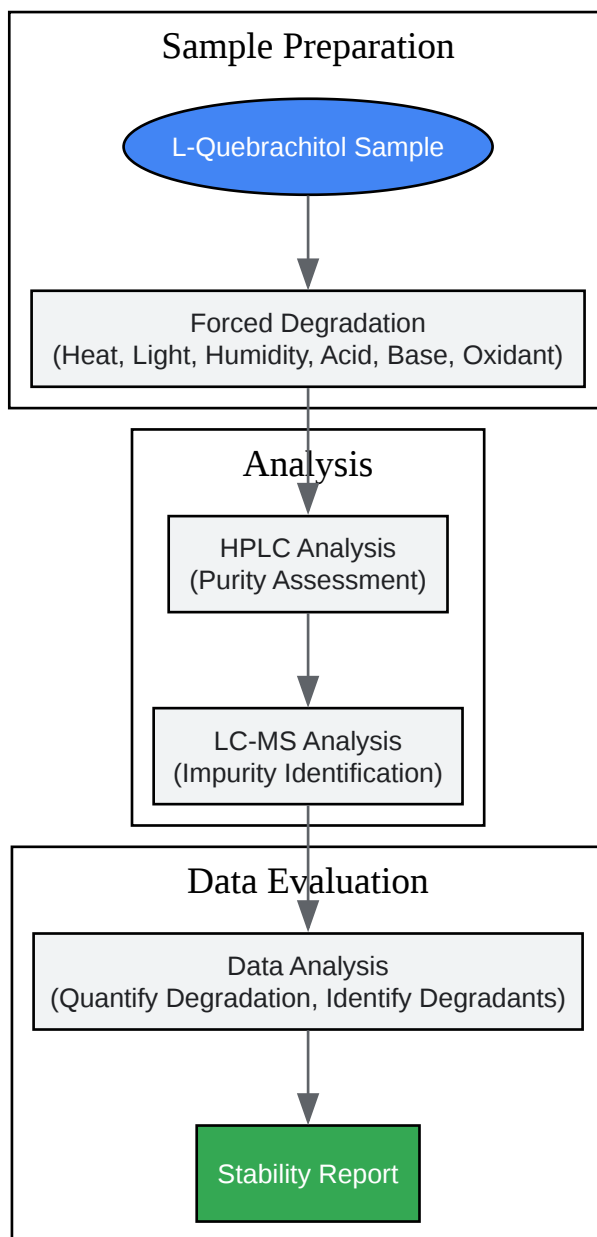 Sample Preparation
L-Quebrachitol Sample
Forced Degradation
(Heat, Light, Humidity, Acid, Base, Oxidant)
Analysis
HPLC Analysis
(Purity Assessment)
LC-MS Analysis
(Impurity Identification)
Data Evaluation
Data Analysis
(Quantify Degradation, Identify Degradants)
Stability Report